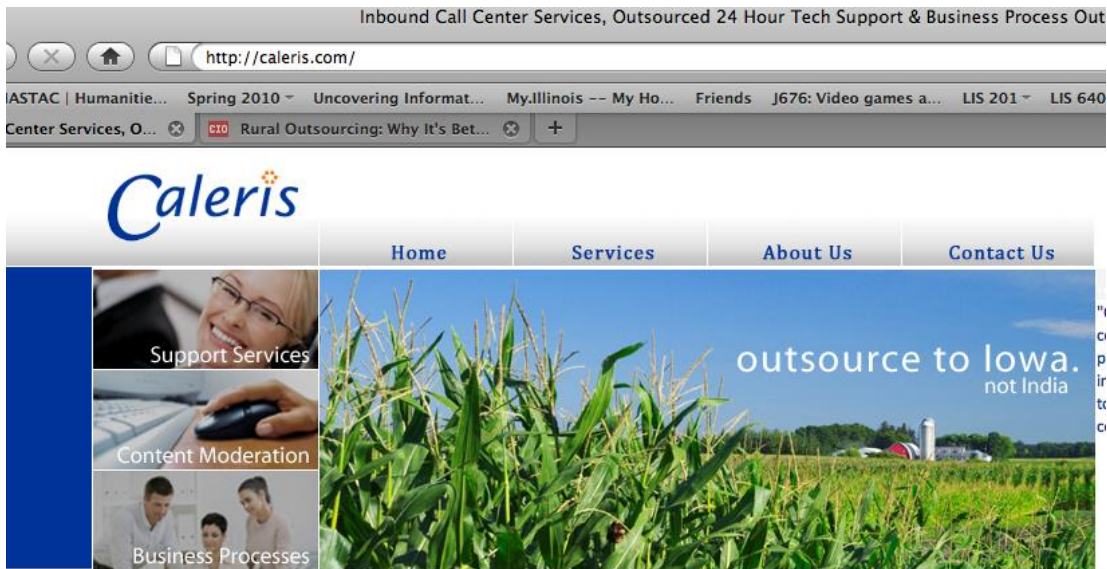 Inbound Call Center Services, Outsourced 24 Hour Tech Support & Business Process Out
http://caleris.com/
IASTAC | Humanitie... Spring 2010 Uncovering Informat... My.Illinois -- My Ho... Friends J676: Video games a... LIS 201 LIS 640
Center Services, O... CIO Rural Outsourcing: Why It's Bet... +
Caleris
Home Services About Us Contact Us
Support Services
outsource to Iowa.
not India
Content Moderation
Business Processes